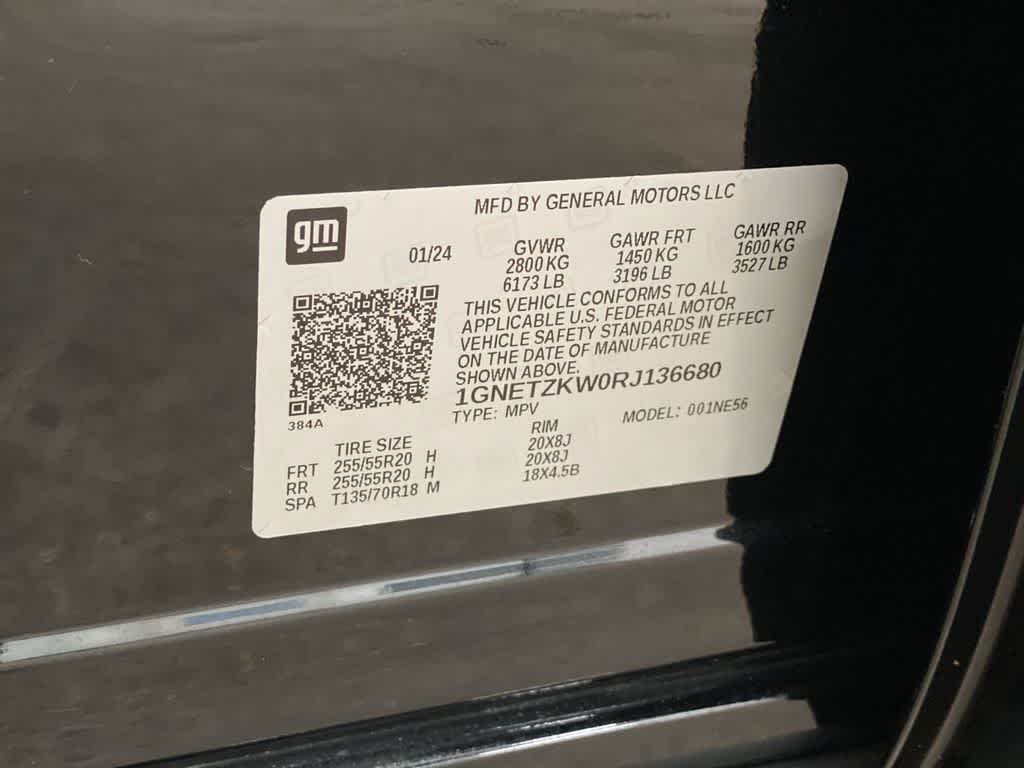 MFD BY GENERAL MOTORS LLC
gm
01/24
GVWR GAWR FRT GAWR RR
2800 KG 1450 KG 1600 KG
6173 LB 3196 LB 3527 LB
THIS VEHICLE CONFORMS TO ALL
APPLICABLE U.S. FEDERAL MOTOR
VEHICLE SAFETY STANDARDS IN EFFECT
ON THE DATE OF MANUFACTURE
SHOWN ABOVE.
1GNETZKW0RJ136680
384A
TYPE: MPV MODEL: 001NE56
TIRE SIZE RIM
FRT 255/55R20 H 20X8J
RR 255/55R20 H 20X8J
SPA T135/70R18 M 18X4.5B